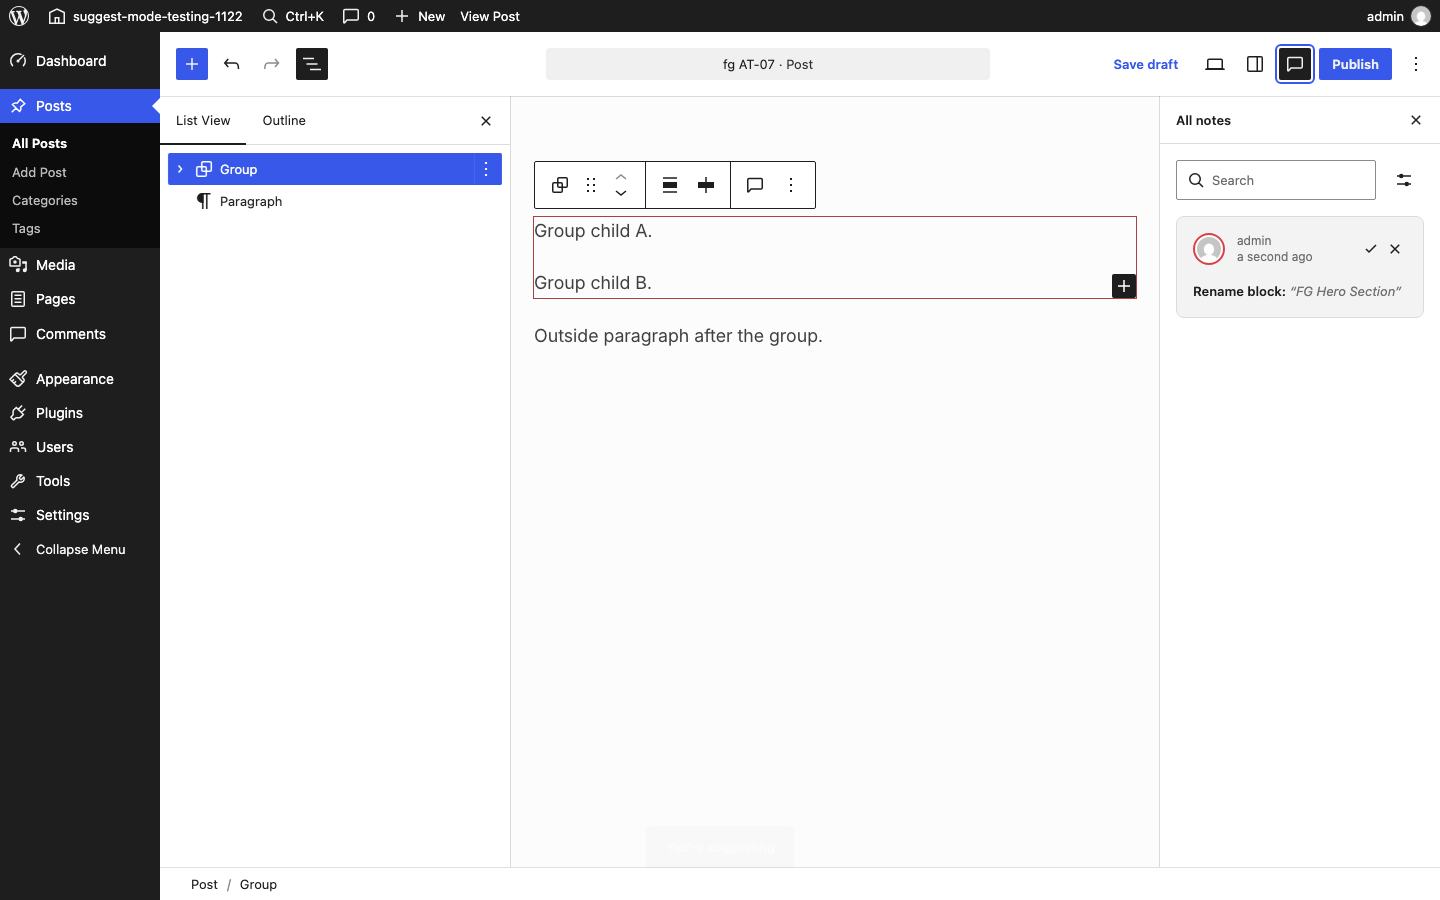 suggest-mode-testing-1122
Ctrl+K
0
New
View Post
admin
Dashboard
Posts
All Posts
Add Post
Categories
Tags
Media
Pages
Comments
Appearance
Plugins
Users
Tools
Settings
Collapse Menu
fg AT-07 · Post
Save draft
Publish
List View
Outline
Group
Paragraph
Group child A.
Group child B.
Outside paragraph after the group.
All notes
Search
admin
a second ago
Rename block: “FG Hero Section”
Post / Group